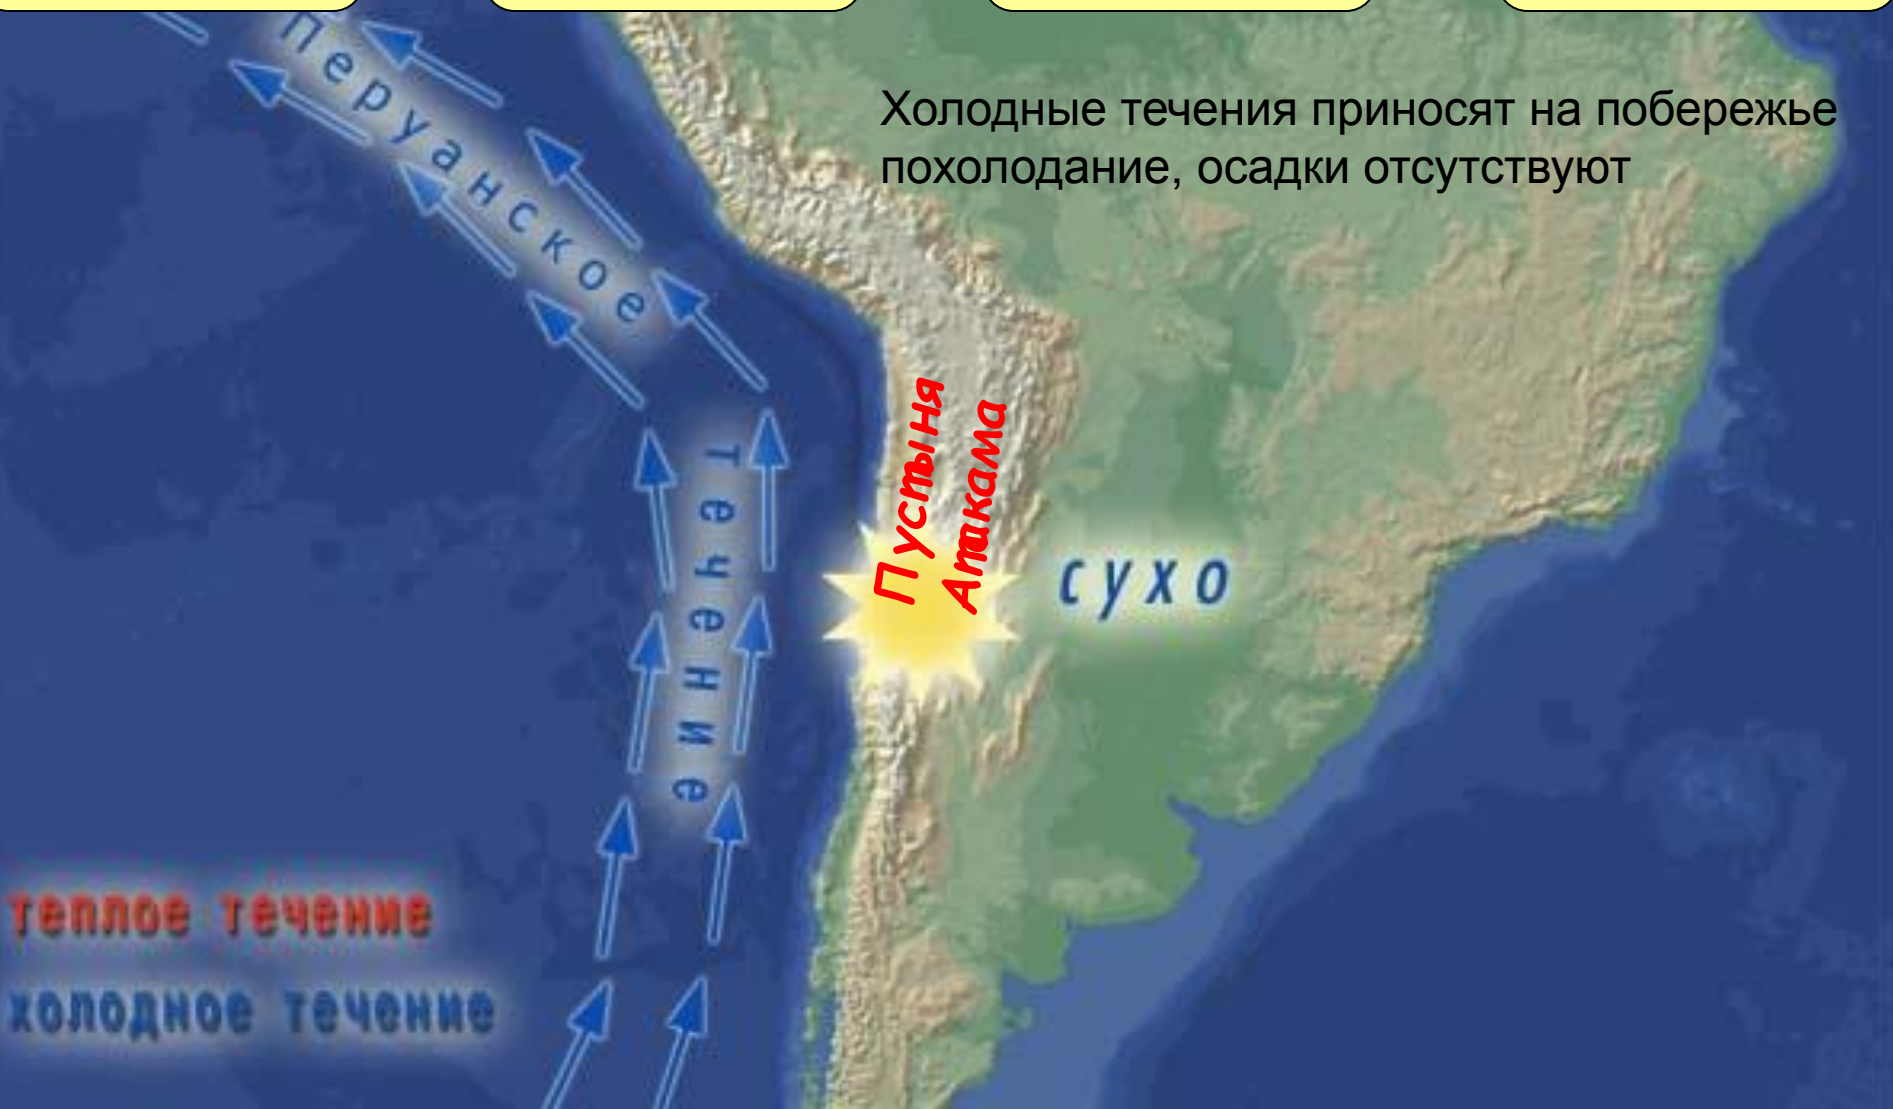 Холодные течения приносят на побережье
похолодание, осадки отсутствуют
Перуанское
течение
Пустыня
Атакама
сухо
теплое течение
холодное течение